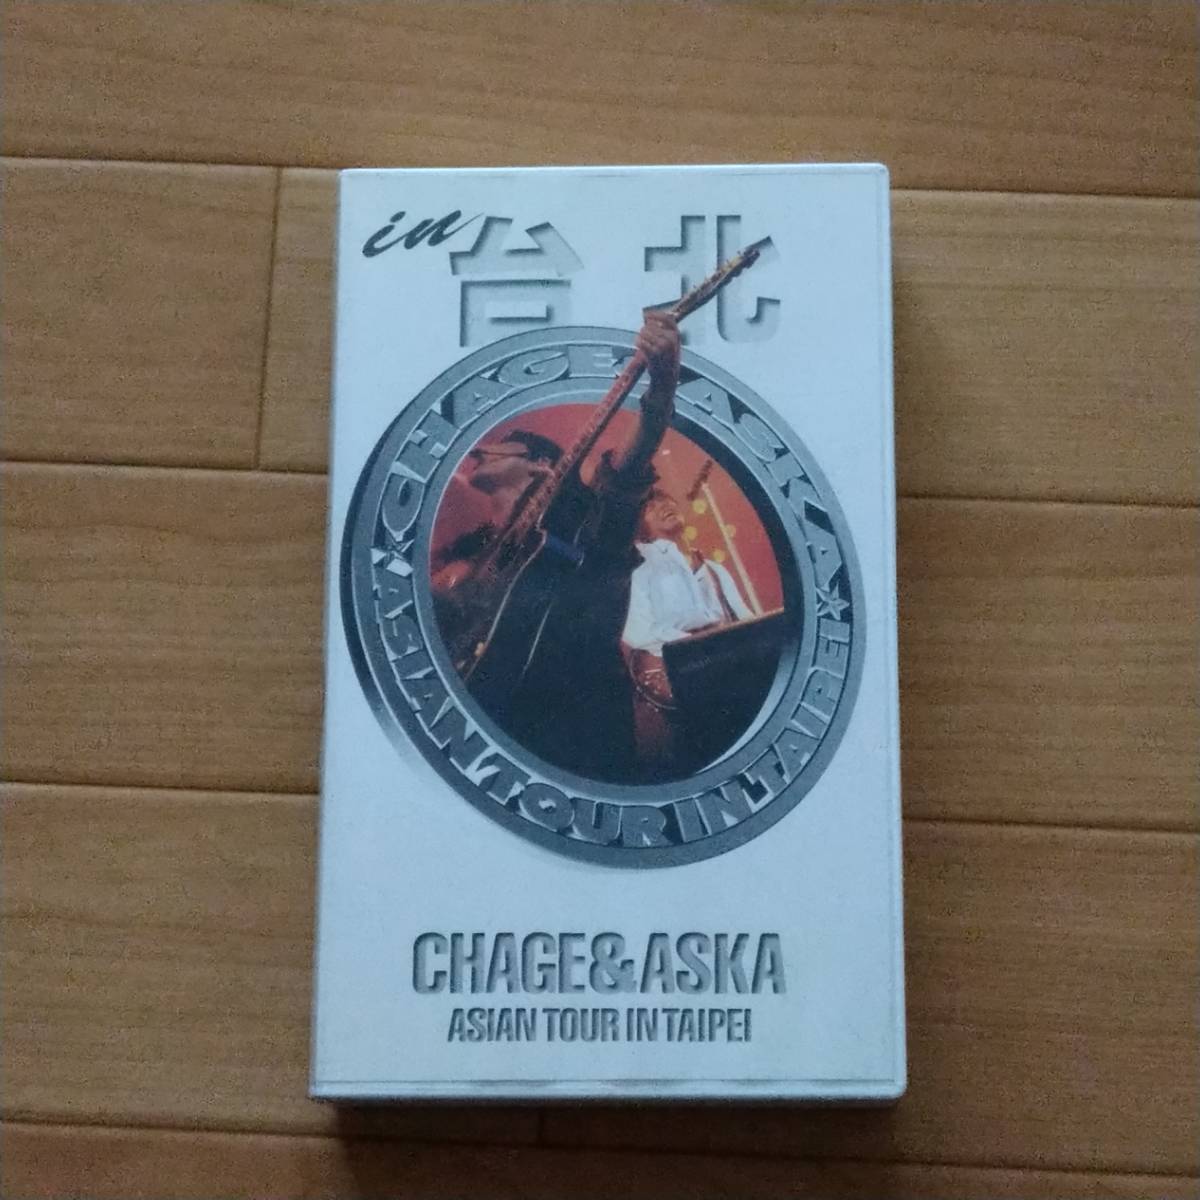 in 台北
CHAGE&ASKA
ASIAN TOUR IN TAIPEI
CHAGE&ASKA
ASIAN TOUR IN TAIPEI